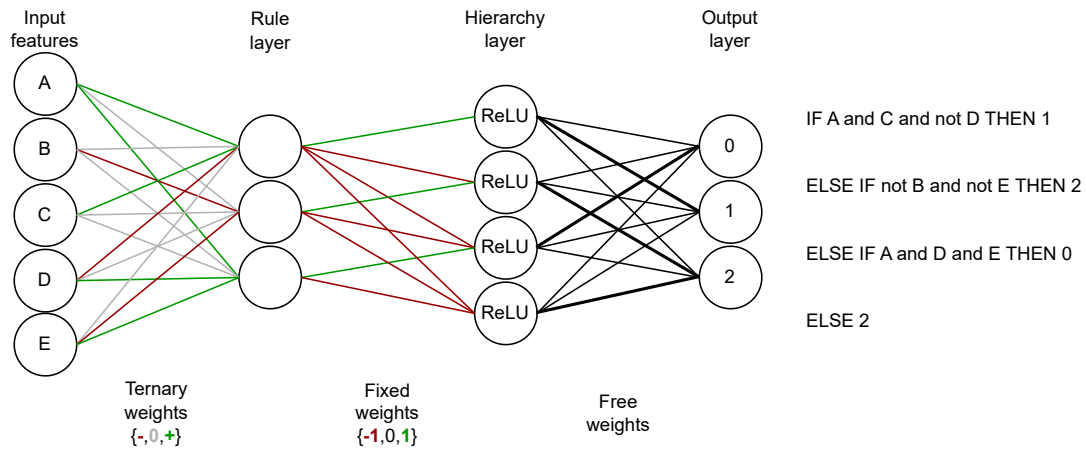 Input
features
Rule
layer
Hierarchy
layer
Output
layer
A
B
C
D
E
ReLU
ReLU
ReLU
ReLU
0
1
2
IF A and C and not D THEN 1
ELSE IF not B and not E THEN 2
ELSE IF A and D and E THEN 0
ELSE 2
Ternary
weights
{-,0,+}
Fixed
weights
{-1,0,1}
Free
weights